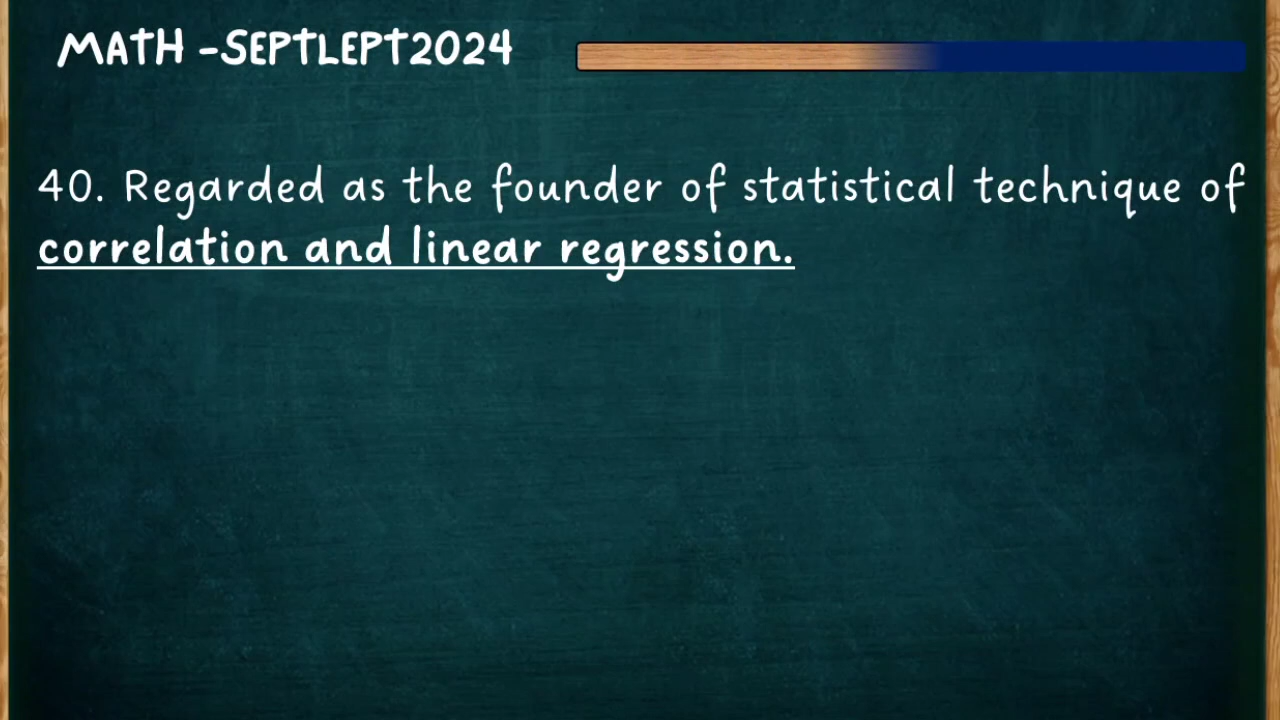 MATH -SEPTLEPT2024
40. Regarded as the founder of statistical technique of
correlation and linear regression.